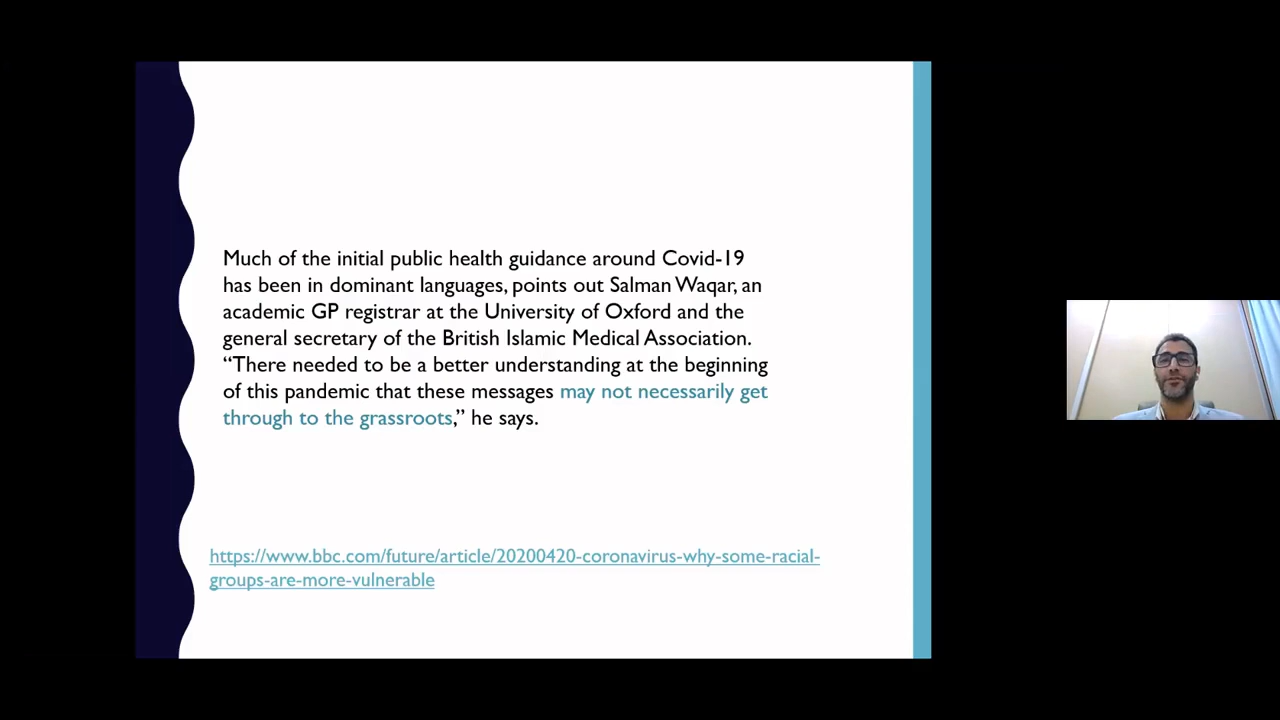 Much of the initial public health guidance around Covid-19
has been in dominant languages, points out Salman Waqar, an
academic GP registrar at the University of Oxford and the
general secretary of the British Islamic Medical Association.
“There needed to be a better understanding at the beginning
of this pandemic that these messages may not necessarily get
through to the grassroots,” he says.
https://www.bbc.com/future/article/20200420-coronavirus-why-some-racial-
groups-are-more-vulnerable